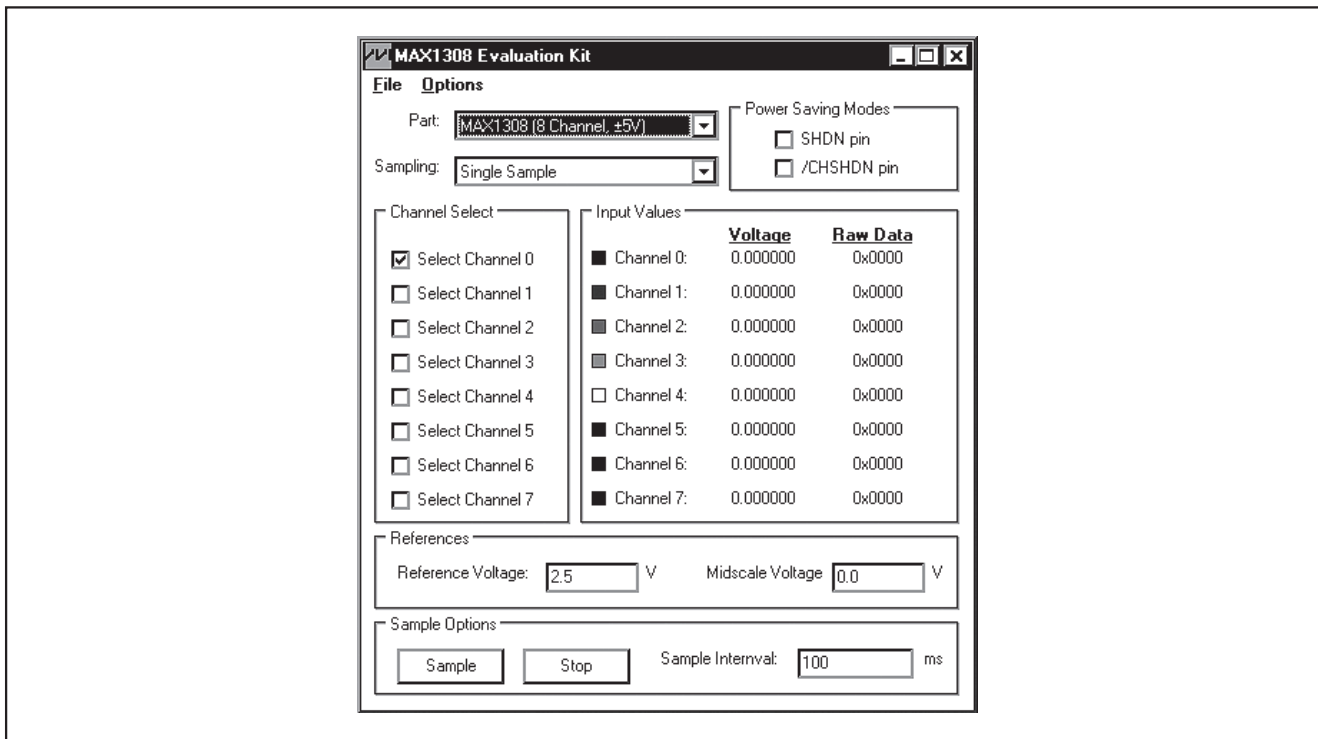 MAX1308 Evaluation Kit
File Options
Part: MAX1308 (8 Channel, ±5V)
Sampling: Single Sample
Power Saving Modes
SHDN pin
/CHSHDN pin
Channel Select
Select Channel 0
Select Channel 1
Select Channel 2
Select Channel 3
Select Channel 4
Select Channel 5
Select Channel 6
Select Channel 7
Input Values
Voltage Raw Data
Channel 0: 0.000000 0x0000
Channel 1: 0.000000 0x0000
Channel 2: 0.000000 0x0000
Channel 3: 0.000000 0x0000
Channel 4: 0.000000 0x0000
Channel 5: 0.000000 0x0000
Channel 6: 0.000000 0x0000
Channel 7: 0.000000 0x0000
References
Reference Voltage: 2.5 V Midscale Voltage 0.0 V
Sample Options
Sample Stop Sample Internval: 100 ms